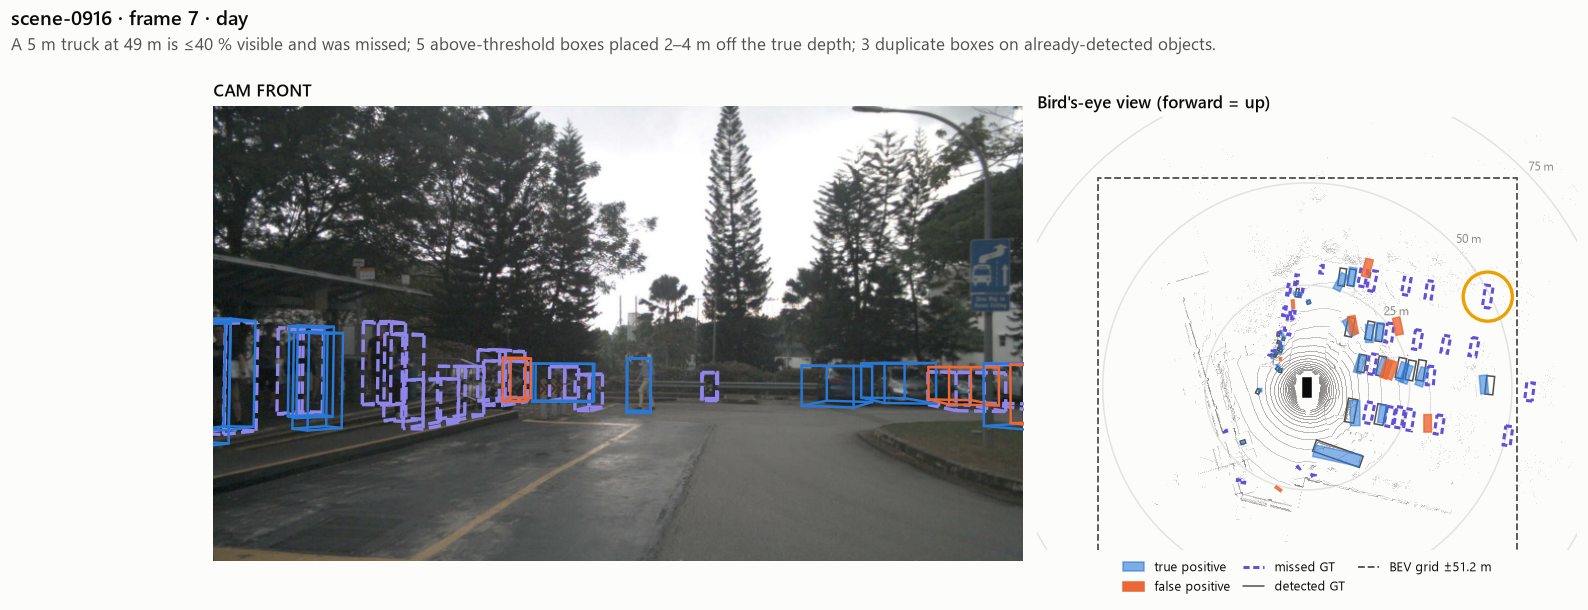 scene-0916 · frame 7 · day
A 5 m truck at 49 m is ≤40 % visible and was missed; 5 above-threshold boxes placed 2–4 m off the true depth; 3 duplicate boxes on already-detected objects.
CAM FRONT
Bird's-eye view (forward = up)
75 m
50 m
25 m
true positive
missed GT
BEV grid ±51.2 m
false positive
detected GT